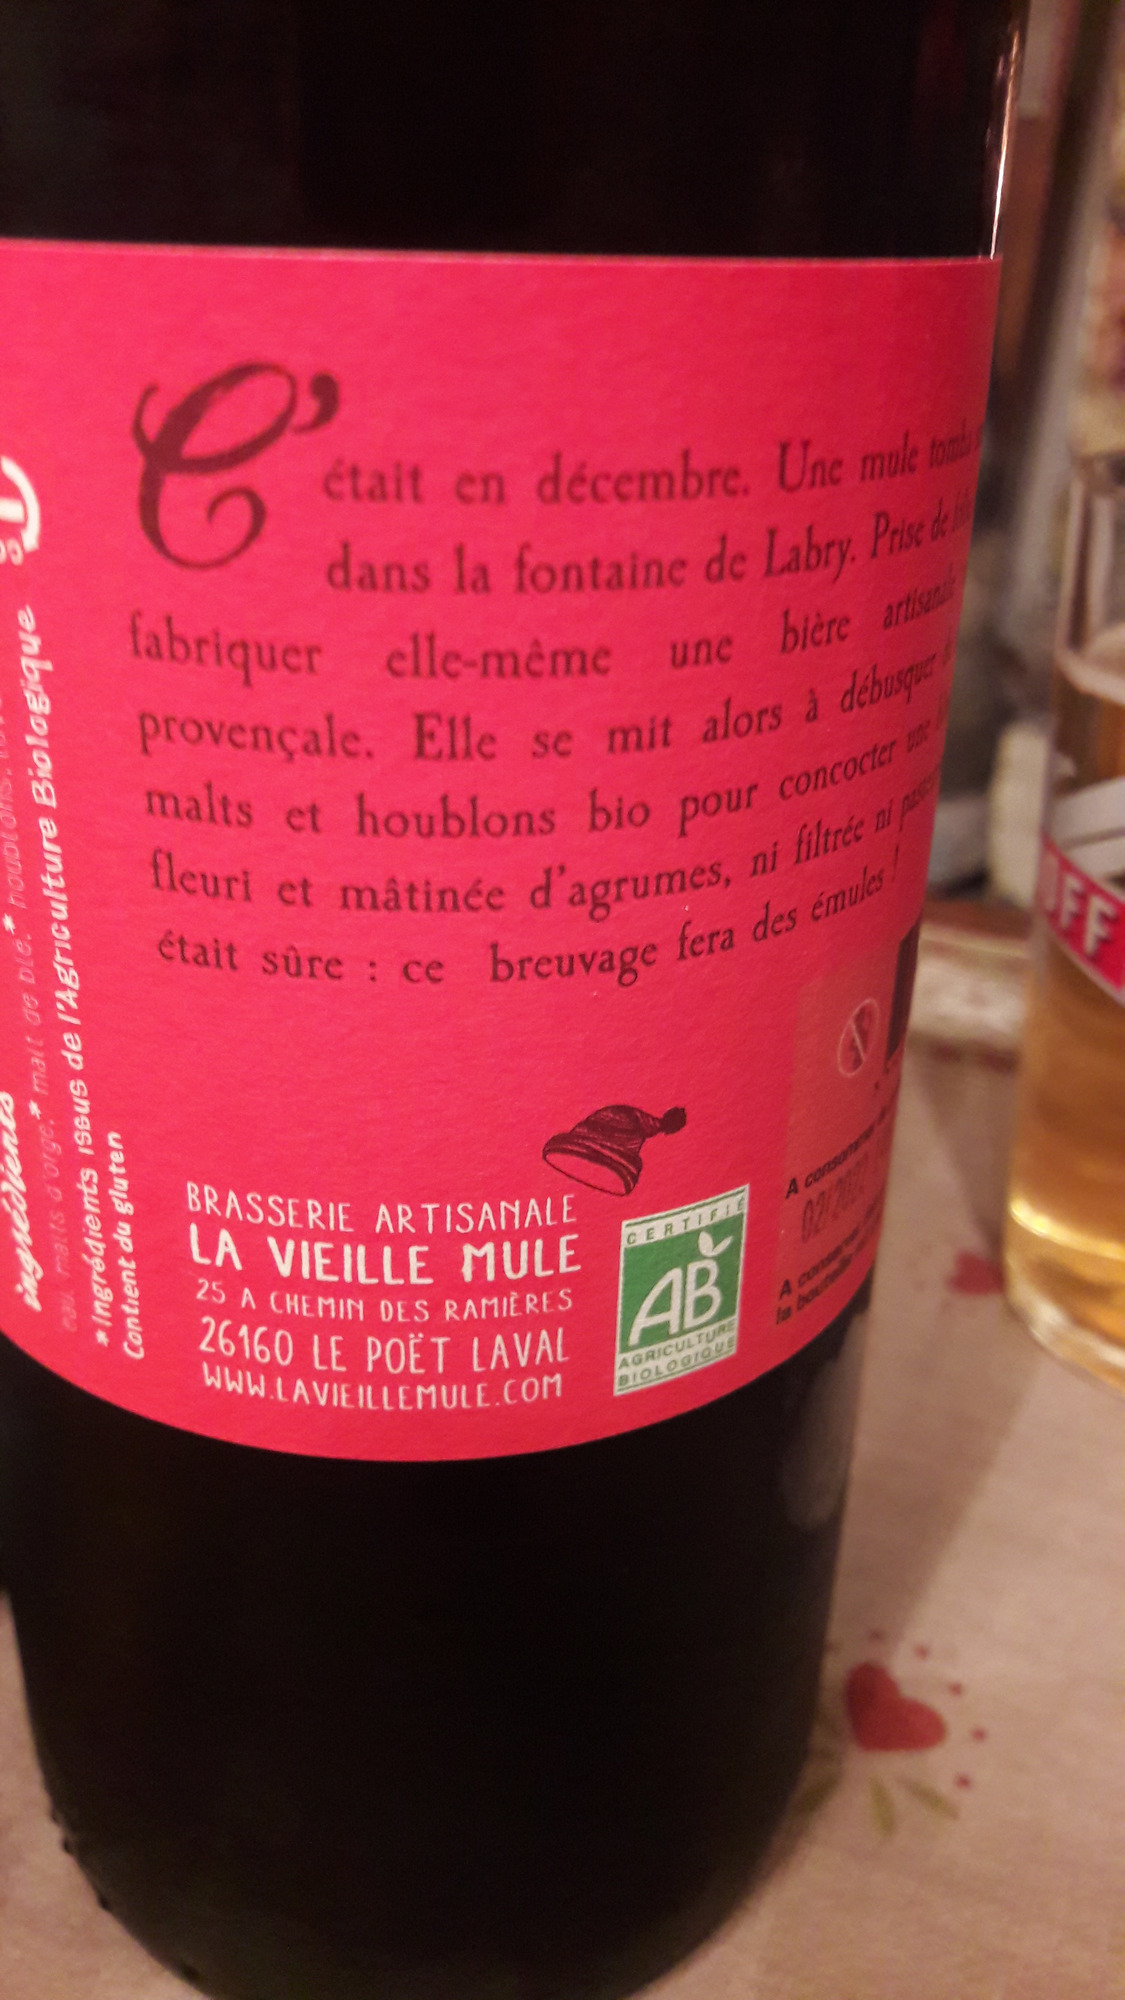 C'était en décembre. Une mule tomba
dans la fontaine de Labry. Prise de
fabriquer elle-même une bière artisanale
provençale. Elle se mit alors à débusquer
malts et houblons bio pour concocter une
fleuri et mâtinée d'agrumes, ni filtrée ni
était sûre : ce breuvage fera des émules !
ingrédients
eau, malts d'orge,* malt de blé,* houblons,
*Ingrédients issus de l'Agriculture Biologique
Contient du gluten
BRASSERIE ARTISANALE
LA VIEILLE MULE
25 A CHEMIN DES RAMIÈRES
26160 LE POËT LAVAL
WWW.LAVIEILLEMULE.COM
CERTIFIÉ
AB
AGRICULTURE
BIOLOGIQUE
A consommer
A conserver
la bouteille